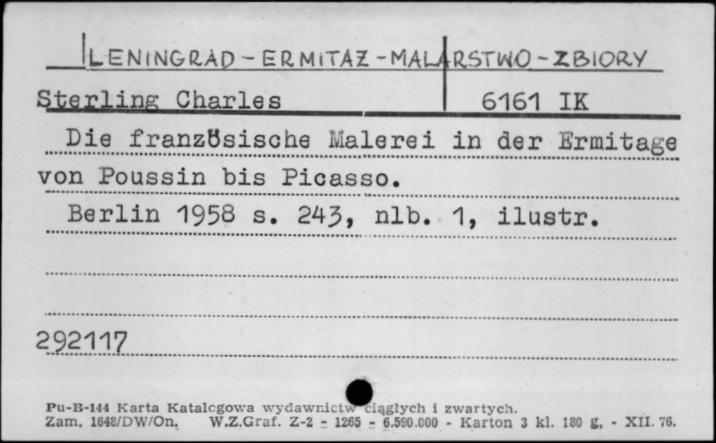 LENINGRAD - ERMITAŻ - MALARSTWO - ZBIORY
Sterling Charles 6161 IK
Die französische Malerei in der Ermitage
von Poussin bis Picasso.
Berlin 1958 s. 243, nlb. 1, ilustr.
292117
Pu-B-144 Karta Katalogowa wydawnictw ciągłych i zwartych.
Zam. 1648/DW/On. W.Z.Graf. Z-2 - 1265 - 6.590.000 - Karton 3 kl. 180 g. - XII. 76.